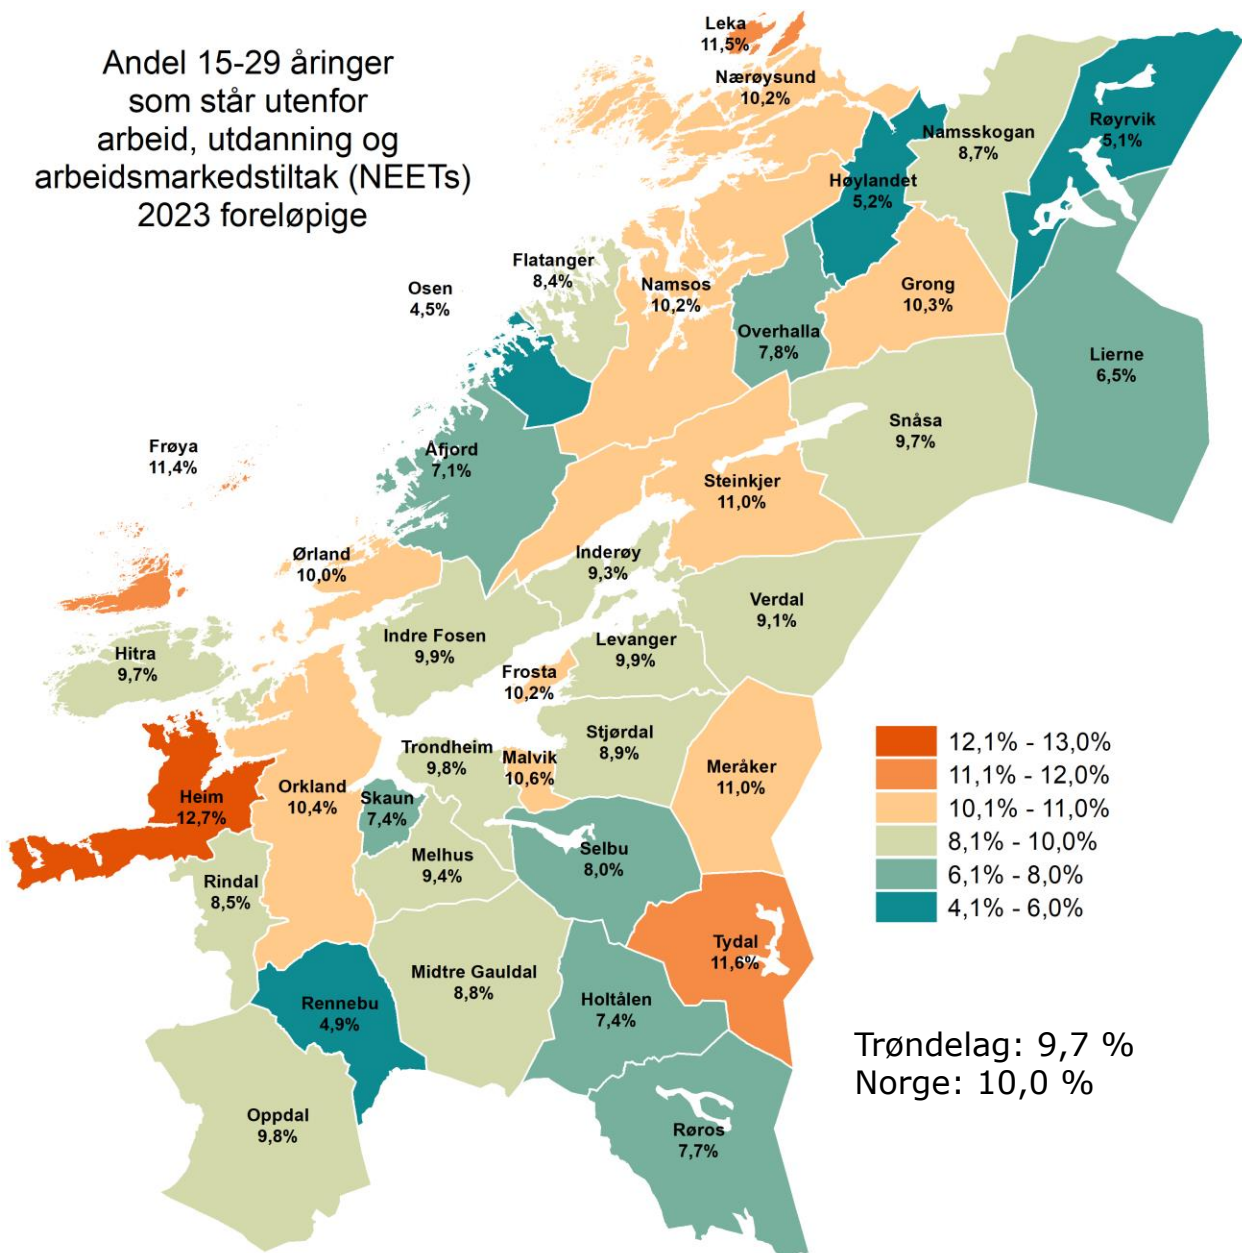 Andel 15-29 åringer
som står utenfor
arbeid, utdanning og
arbeidsmarkedstiltak (NEETs)
2023 foreløpige
Leka
11,5%
Nærøysund
10,2%
Røyrvik
5,1%
Namsskogan
8,7%
Høylandet
5,2%
Flatanger
8,4%
Osen
4,5%
Namsos
10,2%
Grong
10,3%
Overhalla
7,8%
Lierne
6,5%
Snåsa
9,7%
Frøya
11,4%
Åfjord
7,1%
Steinkjer
11,0%
Ørland
10,0%
Inderøy
9,3%
Verdal
9,1%
Indre Fosen
9,9%
Levanger
9,9%
Hitra
9,7%
Frosta
10,2%
Stjørdal
8,9%
Trondheim
9,8%
Malvik
10,6%
Meråker
11,0%
Heim
12,7%
Orkland
10,4%
Skaun
7,4%
Melhus
9,4%
Selbu
8,0%
Rindal
8,5%
Tydal
11,6%
Midtre Gauldal
8,8%
Rennebu
4,9%
Holtålen
7,4%
Oppdal
9,8%
Røros
7,7%
12,1% - 13,0%
11,1% - 12,0%
10,1% - 11,0%
8,1% - 10,0%
6,1% - 8,0%
4,1% - 6,0%
Trøndelag: 9,7 %
Norge: 10,0 %